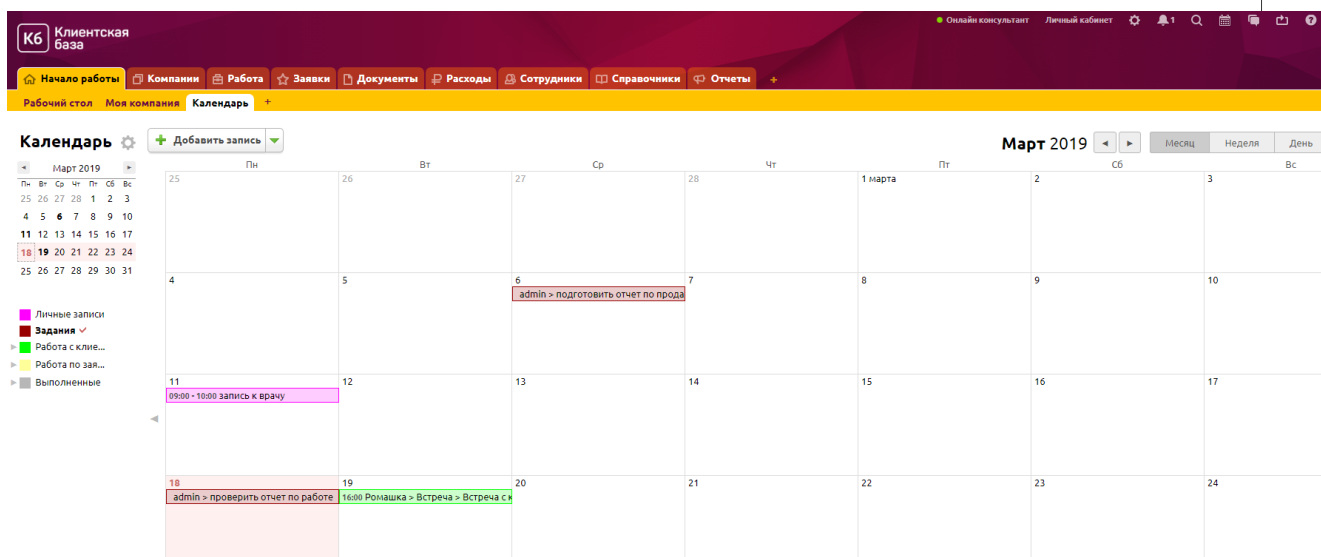 Кб Клиентская база
Онлайн консультант Личный кабинет 1
Начало работы Компании Работа Заявки Документы Расходы Сотрудники Справочники Отчеты +
Рабочий стол Моя компания Календарь +
Календарь Добавить запись Март 2019 Месяц Неделя День
Март 2019
Пн Вт Ср Чт Пт Сб Вс
25 26 27 28 1 2 3
4 5 6 7 8 9 10
11 12 13 14 15 16 17
18 19 20 21 22 23 24
25 26 27 28 29 30 31
Личные записи
Задания
Работа с клие...
Работа по зая...
Выполненные
Пн Вт Ср Чт Пт Сб Вс
25 26 27 28 1 марта 2 3
4 5 6 7 8 9 10
admin > подготовить отчет по прода
11 12 13 14 15 16 17
09:00 - 10:00 запись к врачу
18 19 20 21 22 23 24
admin > проверить отчет по работе 16:00 Ромашка > Встреча > Встреча с к